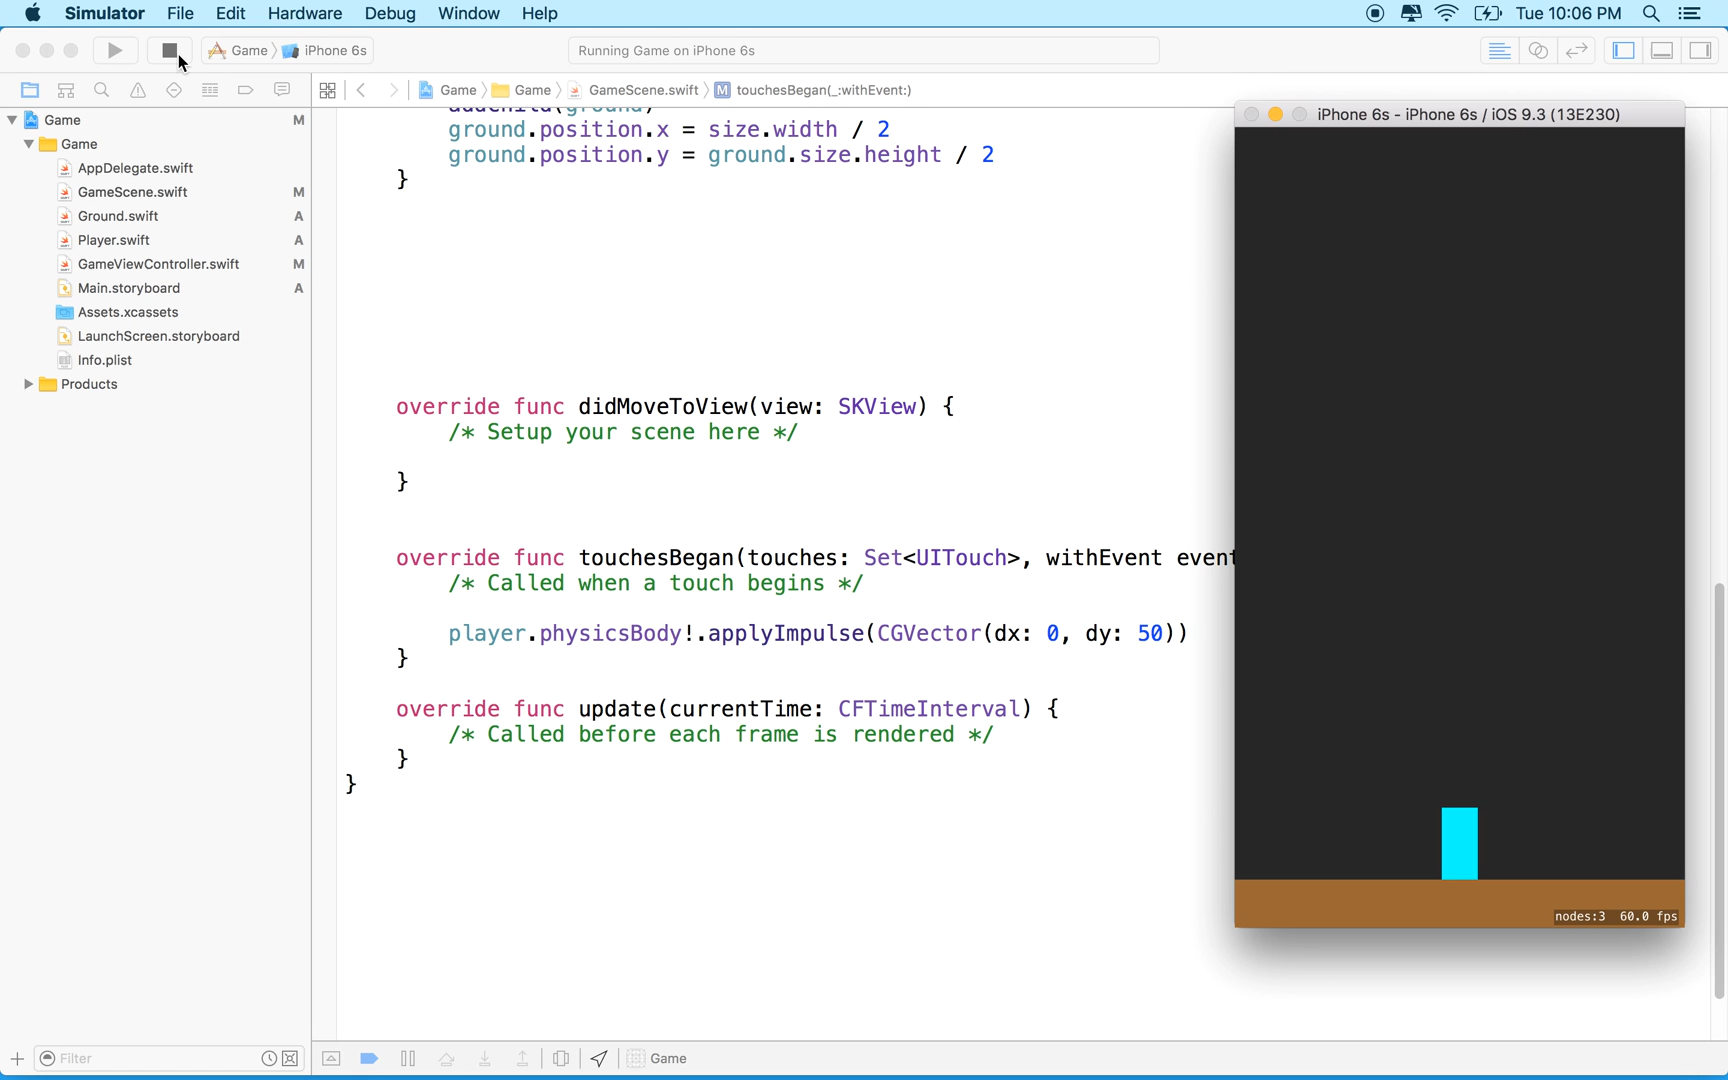 Simulator File Edit Hardware Debug Window Help Tue 10:06 PM
Game iPhone 6s Running Game on iPhone 6s
Game Game GameScene.swift M touchesBegan(_:withEvent:)
Game M
Game
AppDelegate.swift
GameScene.swift M
Ground.swift A
Player.swift A
GameViewController.swift M
Main.storyboard A
Assets.xcassets
LaunchScreen.storyboard
Info.plist
Products
ground.position.x = size.width / 2
ground.position.y = ground.size.height / 2
}
override func didMoveToView(view: SKView) {
/* Setup your scene here */
}
override func touchesBegan(touches: Set<UITouch>, withEvent event
/* Called when a touch begins */
player.physicsBody!.applyImpulse(CGVector(dx: 0, dy: 50))
}
override func update(currentTime: CFTimeInterval) {
/* Called before each frame is rendered */
}
}
iPhone 6s - iPhone 6s / iOS 9.3 (13E230)
nodes:3 60.0 fps
Filter
Game